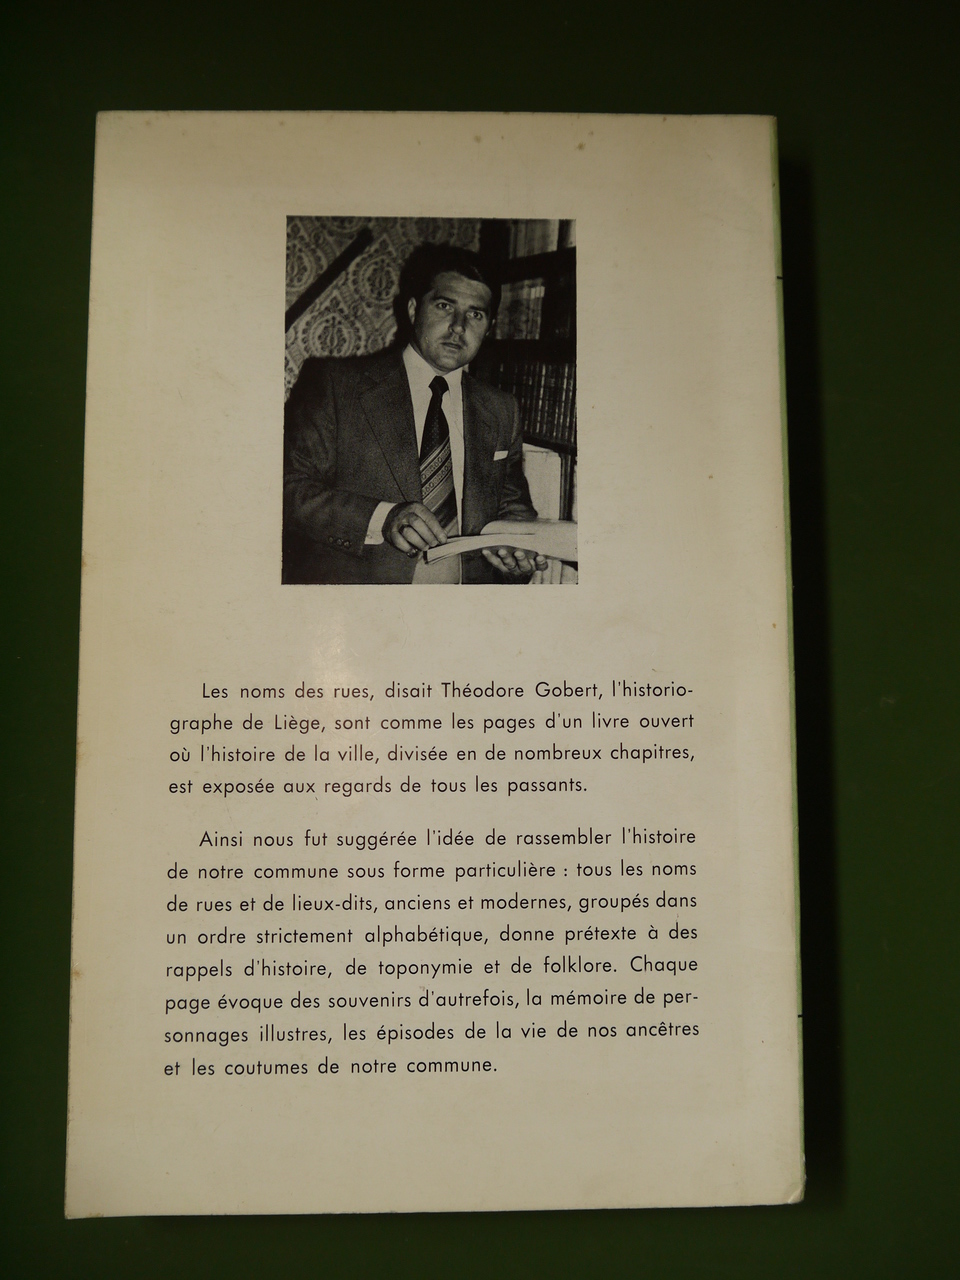 Les noms des rues, disait Théodore Gobert, l'historio-
graphe de Liège, sont comme les pages d'un livre ouvert
où l'histoire de la ville, divisée en de nombreux chapitres,
est exposée aux regards de tous les passants.
Ainsi nous fut suggérée l'idée de rassembler l'histoire
de notre commune sous forme particulière : tous les noms
de rues et de lieux-dits, anciens et modernes, groupés dans
un ordre strictement alphabétique, donne prétexte à des
rappels d'histoire, de toponymie et de folklore. Chaque
page évoque des souvenirs d'autrefois, la mémoire de per-
sonnages illustres, les épisodes de la vie de nos ancêtres
et les coutumes de notre commune.